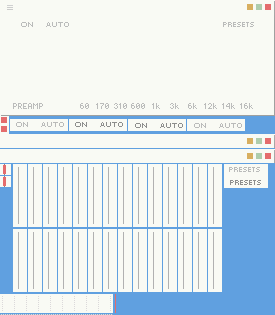 ON AUTO PRESETS
PREAMP 60 170 310 600 1K 3K 6K 12K 14K 16K
ON AUTO ON AUTO ON AUTO ON AUTO
PRESETS
PRESETS